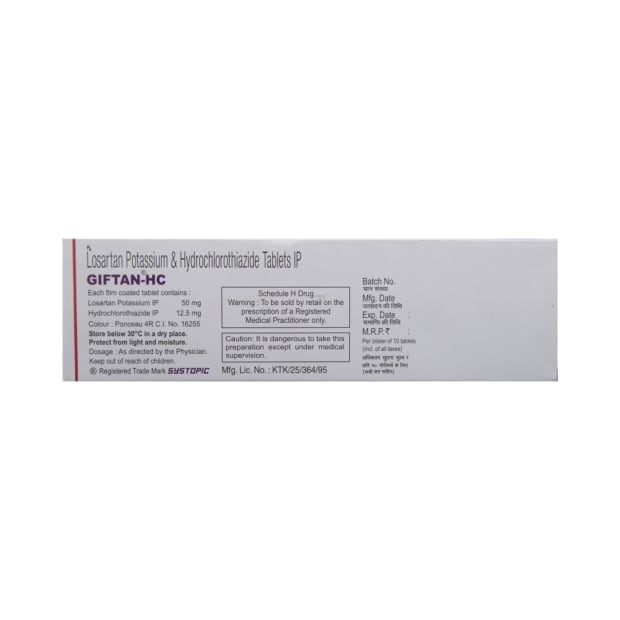 Rx
Losartan Potassium & Hydrochlorothiazide Tablets IP
GIFTAN-HC®
Each film coated tablet contains :
Losartan Potassium IP 50 mg
Hydrochlorothiazide IP 12.5 mg
Colour : Ponceau 4R C.I. No. 16255
Store below 30°C in a dry place.
Protect from light and moisture.
Dosage : As directed by the Physician.
Keep out of reach of children.
® Registered Trade Mark SYSTOPIC
Schedule H Drug
Warning : To be sold by retail on the
prescription of a Registered
Medical Practitioner only.
Caution: It is dangerous to take this
preparation except under medical
supervision.
Mfg. Lic. No. : KTK/25/364/95
Batch No.
घान संख्या
Mfg. Date :
उत्पादन की तिथि
Exp. Date :
समाप्ति की तिथि
M.R.P. ₹ :
Per blister of 10 tablets
(Incl. of all taxes)
अधिकतम खुदरा मूल्य र
प्रति १० गोलियों के लिए
(सभी कर सहित)